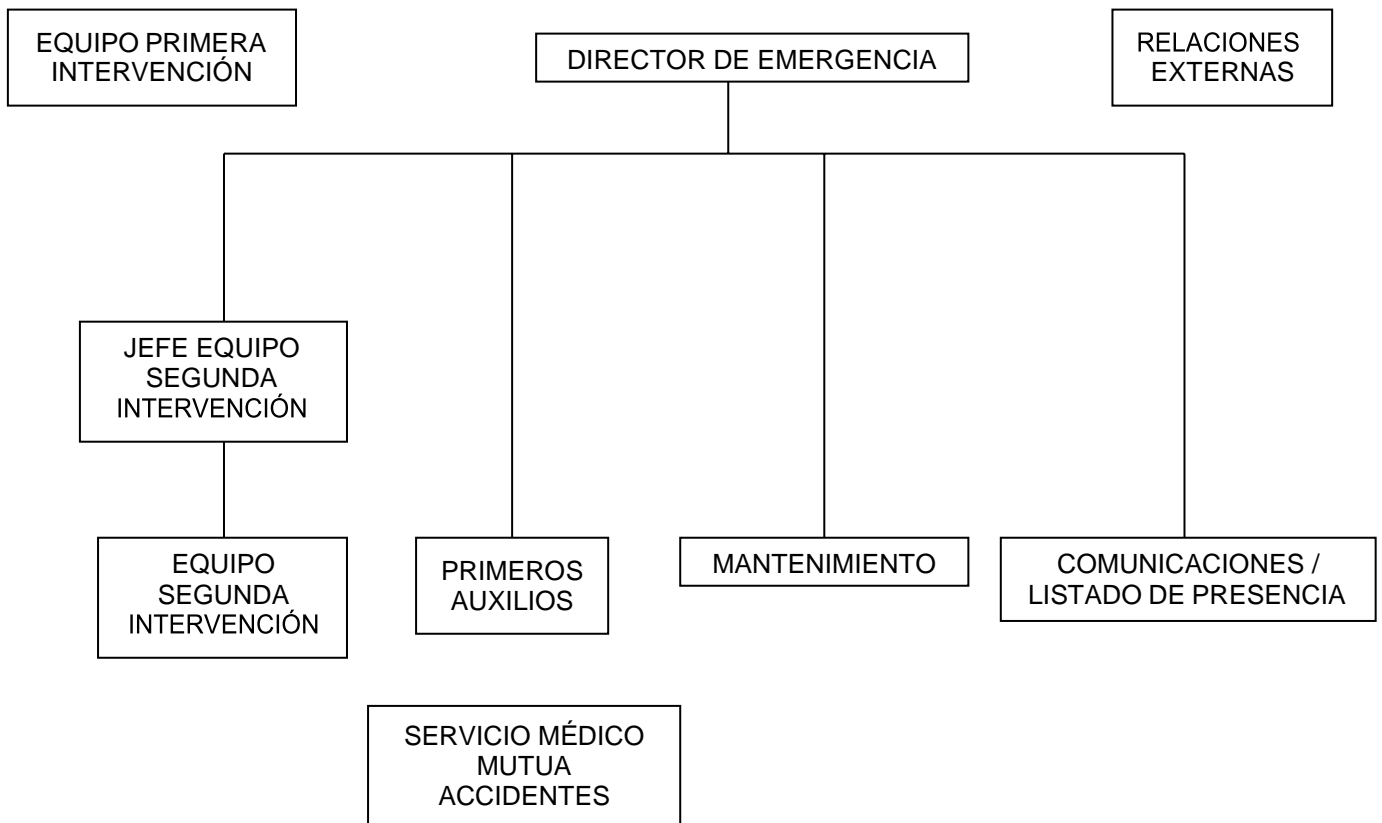 EQUIPO PRIMERA
INTERVENCIÓN
DIRECTOR DE EMERGENCIA
RELACIONES
EXTERNAS
JEFE EQUIPO
SEGUNDA
INTERVENCIÓN
EQUIPO
SEGUNDA
INTERVENCIÓN
PRIMEROS
AUXILIOS
MANTENIMIENTO
COMUNICACIONES /
LISTADO DE PRESENCIA
SERVICIO MÉDICO
MUTUA
ACCIDENTES